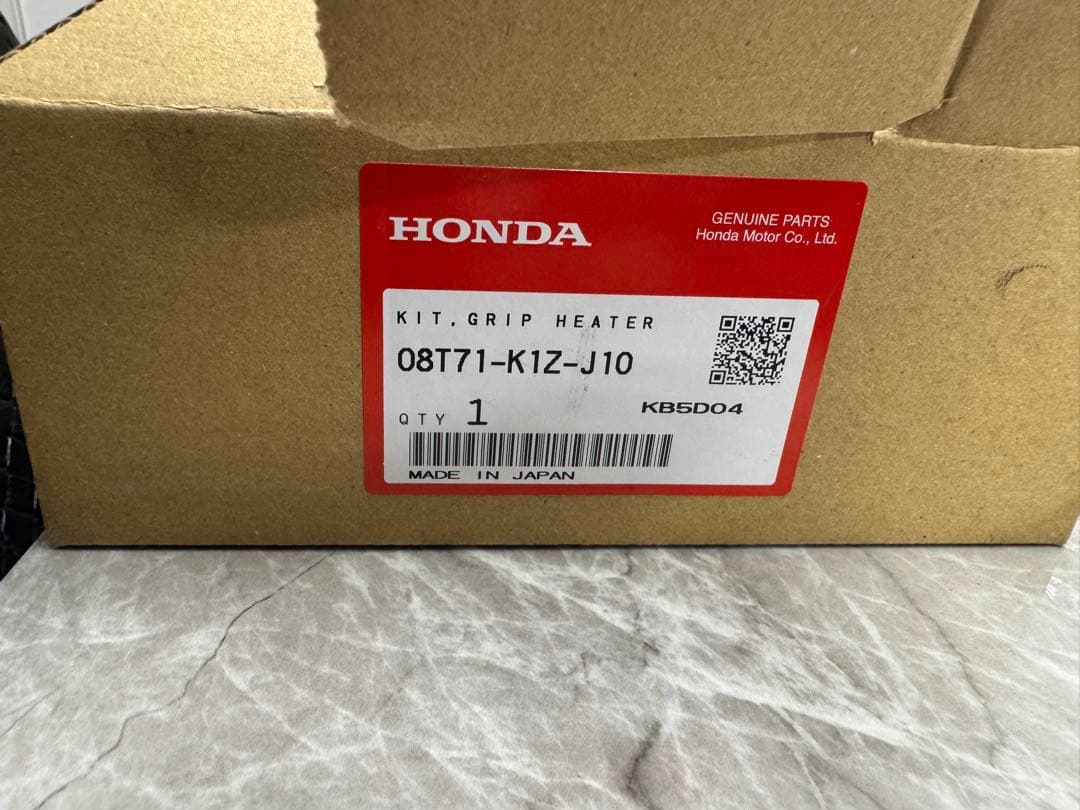 HONDA
GENUINE PARTS
Honda Motor Co., Ltd.
KIT, GRIP HEATER
08T71-K1Z-J10
QTY 1
KB5D04
MADE IN JAPAN